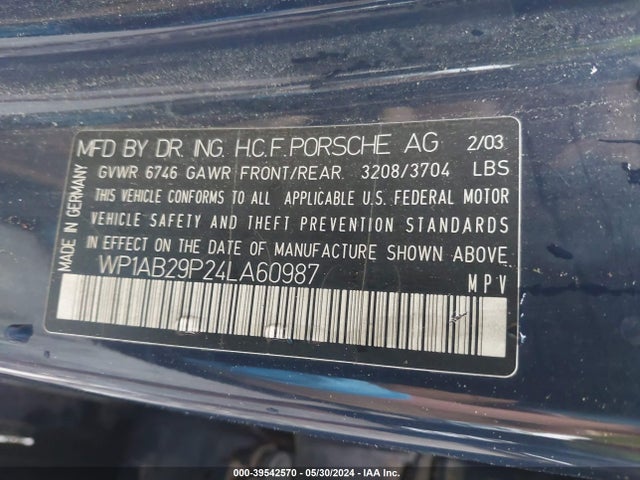 MFD BY DR. ING. H.C.F. PORSCHE AG 2/03
GVWR 6746 GAWR FRONT/REAR. 3208/3704 LBS
THIS VEHICLE CONFORMS TO ALL APPLICABLE U.S. FEDERAL MOTOR
VEHICLE SAFETY AND THEFT PREVENTION STANDARDS
IN EFFECT ON THE DATE OF MANUFACTURE SHOWN ABOVE.
WP1AB29P24LA60987 MPV
MADE IN GERMANY
000-39542570 - 05/30/2024 - IAA Inc.